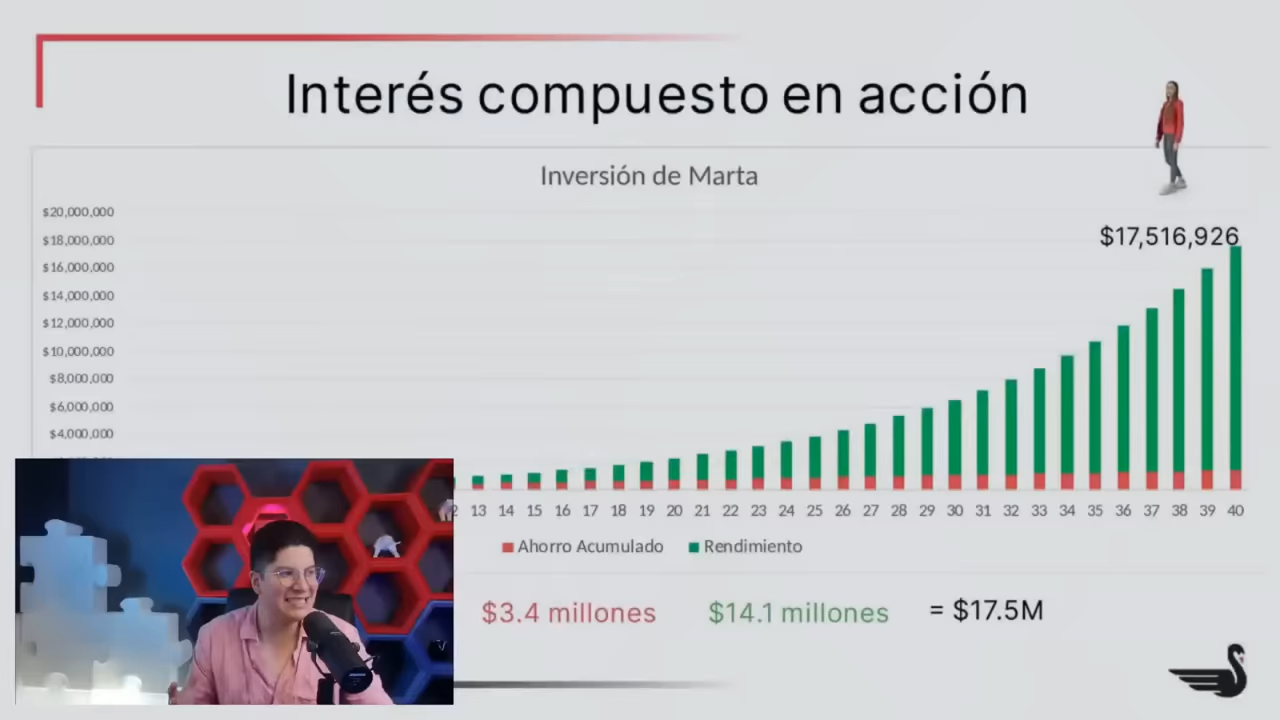 Interés compuesto en acción
Inversión de Marta
$20,000,000
$17,516,926
$18,000,000
$16,000,000
$14,000,000
$12,000,000
$10,000,000
$8,000,000
$6,000,000
$4,000,000
13 14 15 16 17 18 19 20 21 22 23 24 25 26 27 28 29 30 31 32 33 34 35 36 37 38 39 40
Ahorro Acumulado Rendimiento
$3.4 millones $14.1 millones = $17.5M